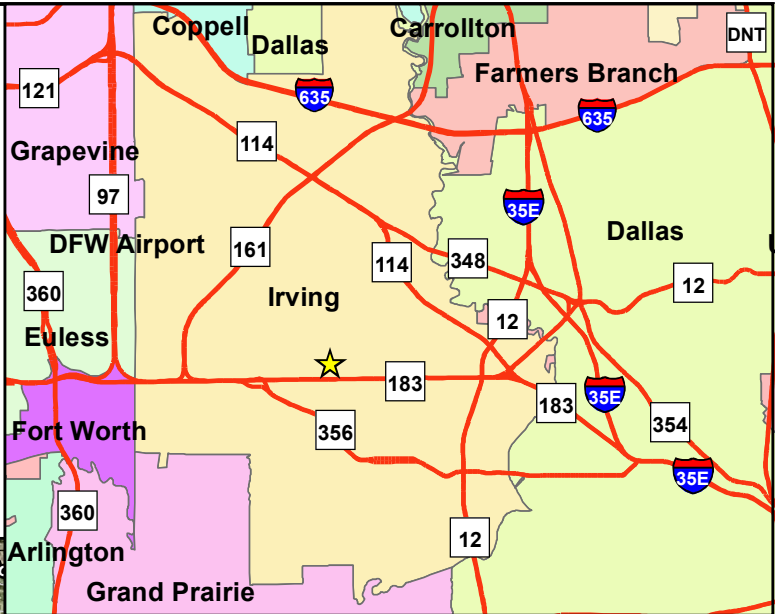 Coppell
Carrollton
DNT
Dallas
Farmers Branch
121
635
635
114
Grapevine
97
35E
DFW Airport
161
114
348
Dallas
360
Irving
12
12
Euless
183
183
35E
Fort Worth
356
354
35E
360
12
Arlington
Grand Prairie